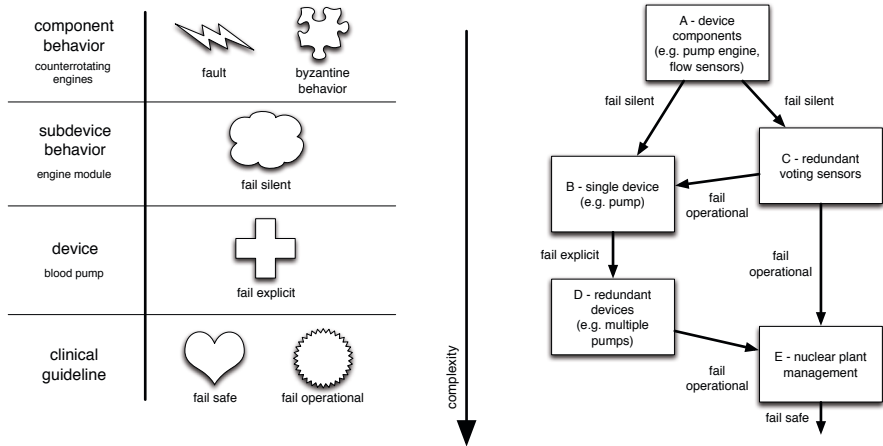 component
behavior
counterrotating
engines
fault
byzantine
behavior
subdevice
behavior
engine module
fail silent
device
blood pump
fail explicit
clinical
guideline
fail safe
fail operational
complexity
A - device
components
(e.g. pump engine,
flow sensors)
fail silent
fail silent
C - redundant
voting sensors
B - single device
(e.g. pump)
fail
operational
fail explicit
fail
operational
D - redundant
devices
(e.g. multiple
pumps)
E - nuclear plant
management
fail
operational
fail safe